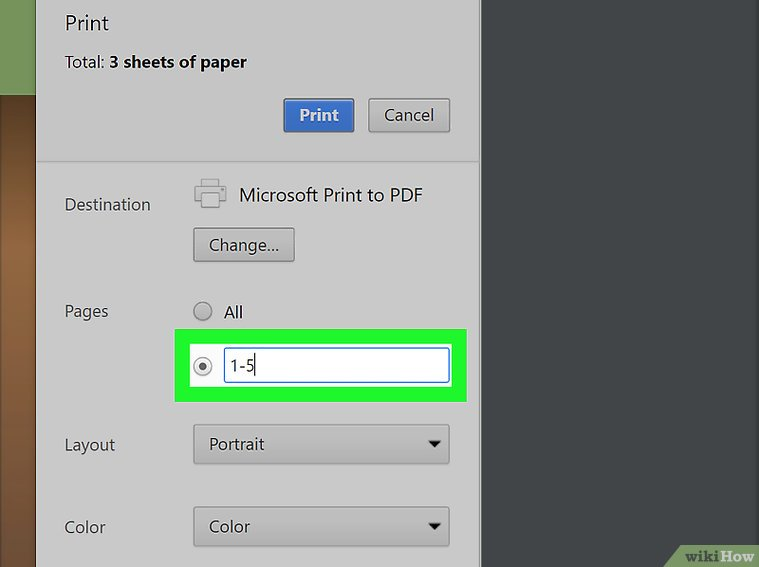 Print
Total: 3 sheets of paper
Print Cancel
Destination Microsoft Print to PDF
Change...
Pages All
1-5
Layout Portrait
Color Color
wikiHow